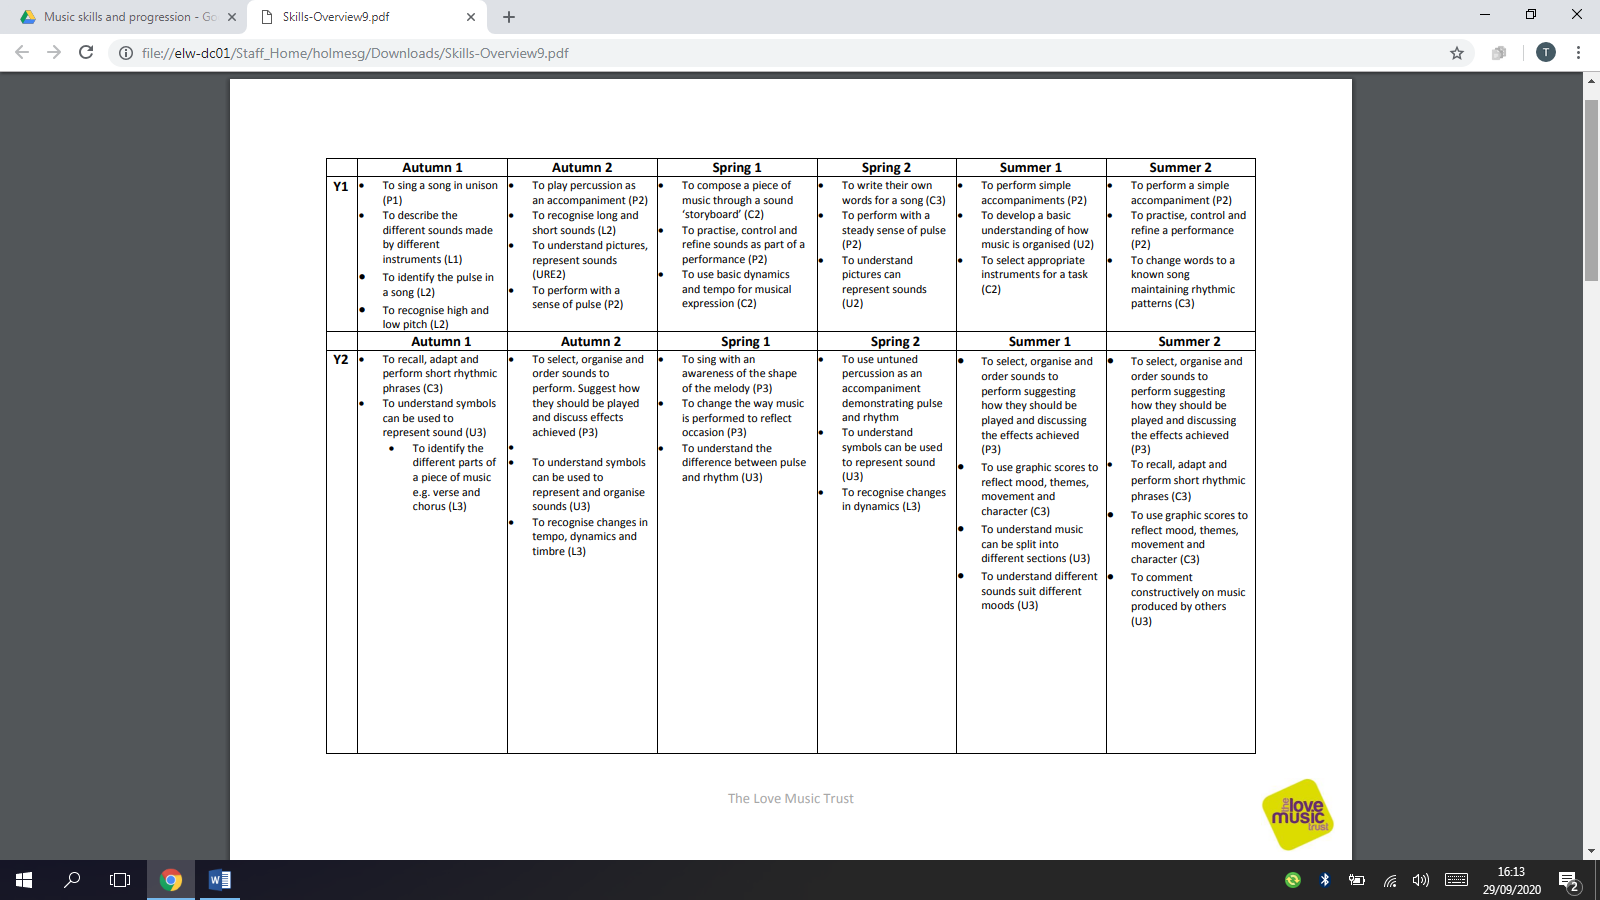 Music skills and progression - Go
Skills-Overview9.pdf
file://elw-dc01/Staff_Home/holmesg/Downloads/Skills-Overview9.pdf
T
Autumn 1
Autumn 2
Spring 1
Spring 2
Summer 1
Summer 2
Y1
To sing a song in unison
(P1)
To describe the
different sounds made
by different
instruments (L1)
To identify the pulse in
a song (L2)
To recognise high and
low pitch (L2)
To play percussion as
an accompaniment (P2)
To recognise long and
short sounds (L2)
To understand pictures,
represent sounds
(URE2)
To perform with a
sense of pulse (P2)
To compose a piece of
music through a sound
‘storyboard’ (C2)
To practise, control and
refine sounds as part of a
performance (P2)
To use basic dynamics
and tempo for musical
expression (C2)
To write their own
words for a song (C3)
To perform with a
steady sense of pulse
(P2)
To understand
pictures can
represent sounds
(U2)
To perform simple
accompaniments (P2)
To develop a basic
understanding of how
music is organised (U2)
To select appropriate
instruments for a task
(C2)
To perform a simple
accompaniment (P2)
To practise, control and
refine a performance
(P2)
To change words to a
known song
maintaining rhythmic
patterns (C3)
Autumn 1
Autumn 2
Spring 1
Spring 2
Summer 1
Summer 2
Y2
To recall, adapt and
perform short rhythmic
phrases (C3)
To understand symbols
can be used to
represent sound (U3)
To identify the
different parts of
a piece of music
e.g. verse and
chorus (L3)
To select, organise and
order sounds to
perform. Suggest how
they should be played
and discuss effects
achieved (P3)
To understand symbols
can be used to
represent and organise
sounds (U3)
To recognise changes in
tempo, dynamics and
timbre (L3)
To sing with an
awareness of the shape
of the melody (P3)
To change the way music
is performed to reflect
occasion (P3)
To understand the
difference between pulse
and rhythm (U3)
To use untuned
percussion as an
accompaniment
demonstrating pulse
and rhythm
To understand
symbols can be used
to represent sound
(U3)
To recognise changes
in dynamics (L3)
To select, organise and
order sounds to
perform suggesting
how they should be
played and discussing
the effects achieved
(P3)
To use graphic scores to
reflect mood, themes,
movement and
character (C3)
To understand music
can be split into
different sections (U3)
To understand different
sounds suit different
moods (U3)
To select, organise and
order sounds to
perform suggesting
how they should be
played and discussing
the effects achieved
(P3)
To recall, adapt and
perform short rhythmic
phrases (C3)
To use graphic scores to
reflect mood, themes,
movement and
character (C3)
To comment
constructively on music
produced by others
(U3)
The Love Music Trust
the love
music
trust
16:13
29/09/2020
2